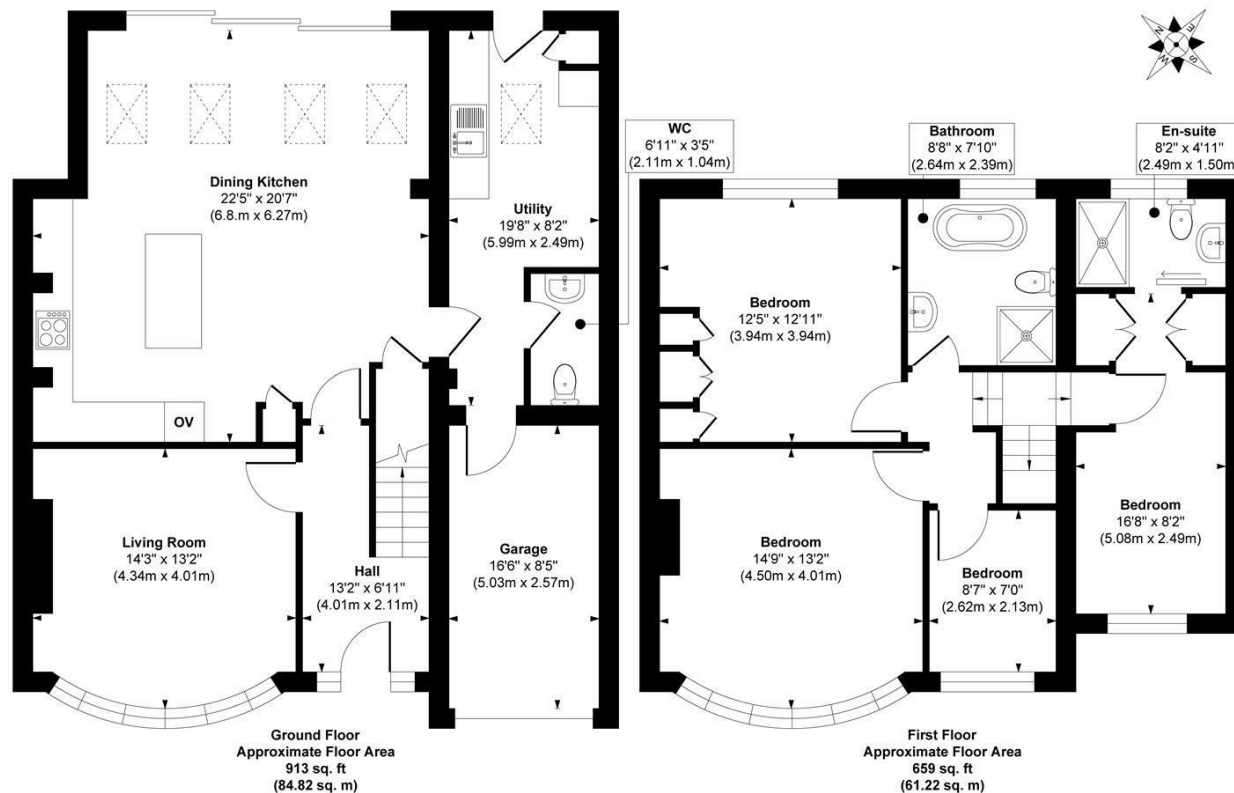 Dining Kitchen
22'5" x 20'7"
(6.8.m x 6.27m)
OV
Utility
19'8" x 8'2"
(5.99m x 2.49m)
WC
6'11" x 3'5"
(2.11m x 1.04m)
Living Room
14'3" x 13'2"
(4.34m x 4.01m)
Hall
13'2" x 6'11"
(4.01m x 2.11m)
Garage
16'6" x 8'5"
(5.03m x 2.57m)
Ground Floor
Approximate Floor Area
913 sq. ft
(84.82 sq. m)
N
E
S
W
Bathroom
8'8" x 7'10"
(2.64m x 2.39m)
En-suite
8'2" x 4'11"
(2.49m x 1.50m)
Bedroom
12'5" x 12'11"
(3.94m x 3.94m)
Bedroom
14'9" x 13'2"
(4.50m x 4.01m)
Bedroom
8'7" x 7'0"
(2.62m x 2.13m)
Bedroom
16'8" x 8'2"
(5.08m x 2.49m)
First Floor
Approximate Floor Area
659 sq. ft
(61.22 sq. m)